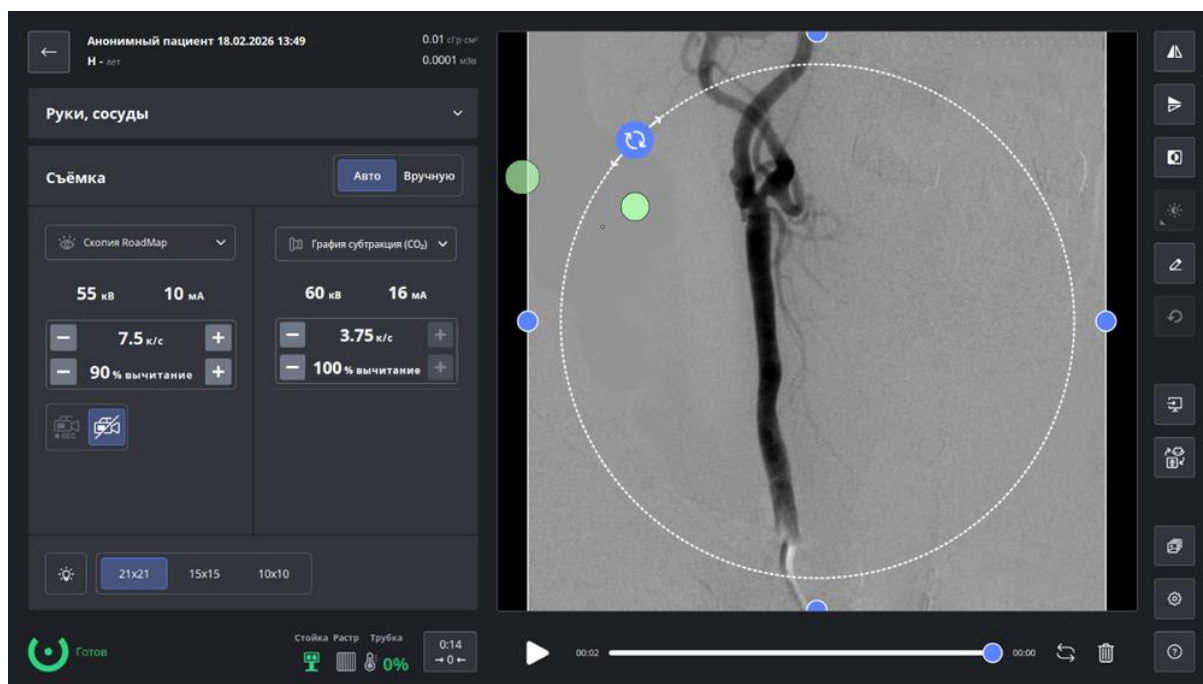 Анонимный пациент 18.02.2026 13:49
Н - лет
0.01 сГр·см²
0.0001 мЗв
Руки, сосуды
Съёмка
Авто Вручную
Скопия RoadMap
55 кВ 10 мА
7.5 к/с
90 % вычитание
REC
Графия субтракция (CO₂)
60 кВ 16 мА
3.75 к/с
100 % вычитание
21x21 15x15 10x10
Готов
Стойка Растр Трубка
0%
0:14
→ 0 ←
00:02 00:00